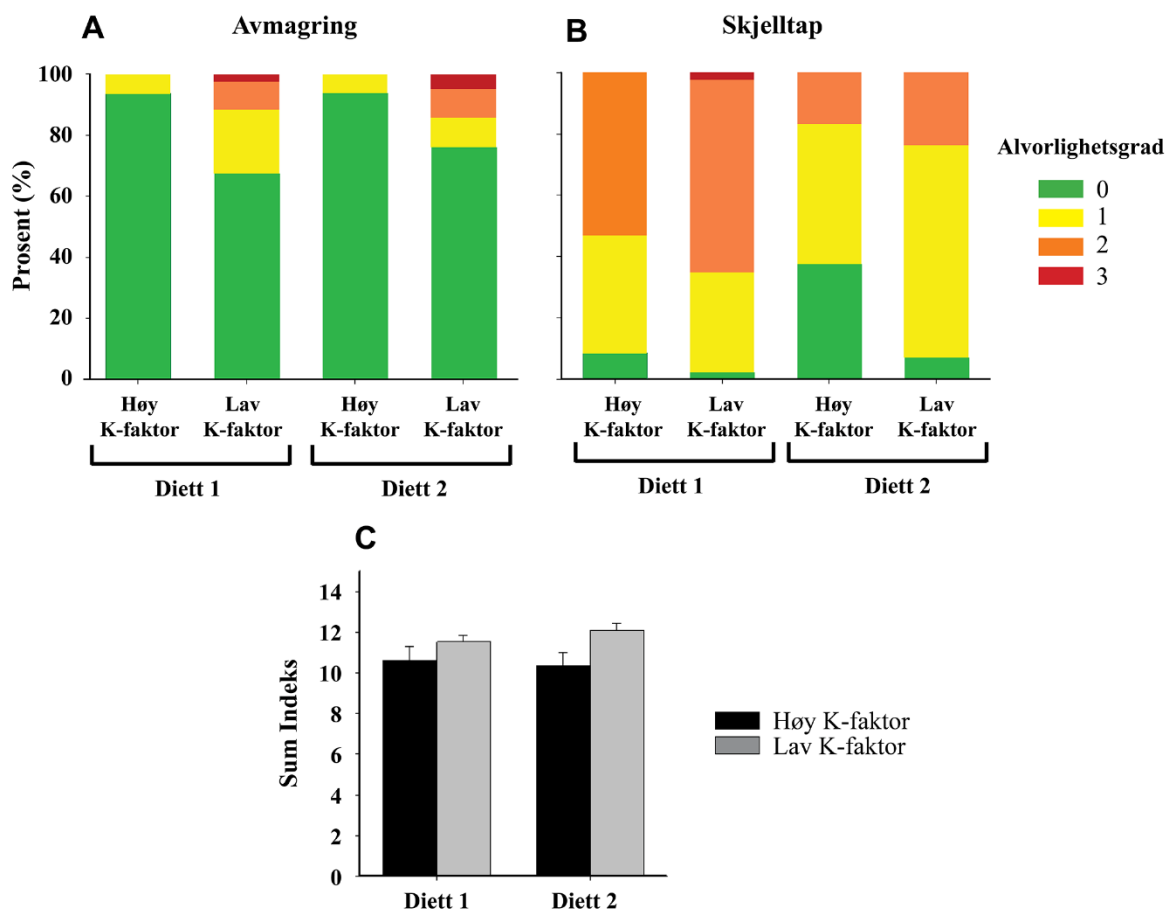 A
Avmagring
Prosent (%)
100
80
60
40
20
0
Høy
K-faktor
Lav
K-faktor
Høy
K-faktor
Lav
K-faktor
Diett 1
Diett 2
B
Skjelltap
Høy
K-faktor
Lav
K-faktor
Høy
K-faktor
Lav
K-faktor
Diett 1
Diett 2
Alvorlighetsgrad
0
1
2
3
C
Sum Indeks
14
12
10
8
6
4
2
0
Diett 1
Diett 2
Høy K-faktor
Lav K-faktor